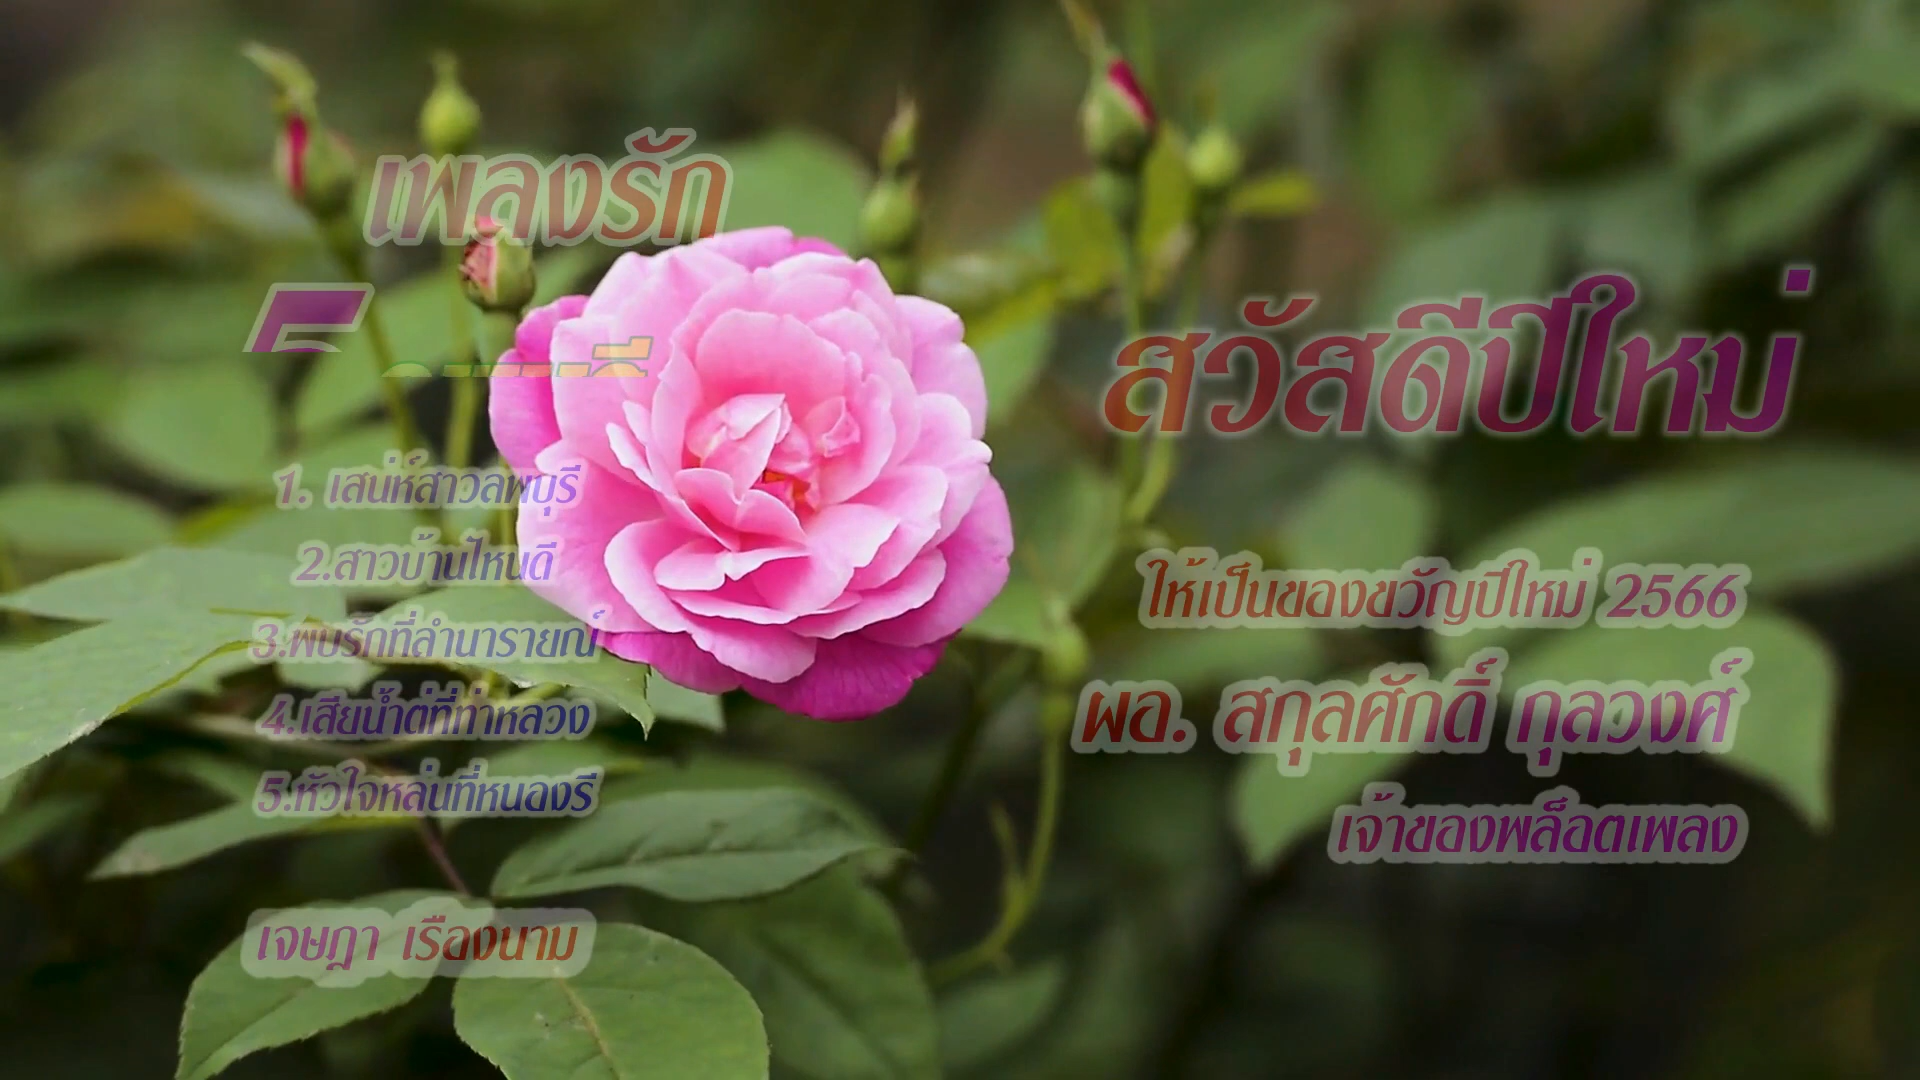 เพลงรัก
5
1. เสน่ห์สาวลพบุรี
2.สาวบ้านไหนดี
3.พบรักที่ลำนารายณ์
4.เสียน้ำตาที่ท่าหลวง
5.หัวใจหล่นที่หนองรี
เจษฎา เรืองนาม
สวัสดีปีใหม่
ให้เป็นของขวัญปีใหม่ 2566
ผอ. สกุลศักดิ์ กุลวงศ์
เจ้าของพล็อตเพลง